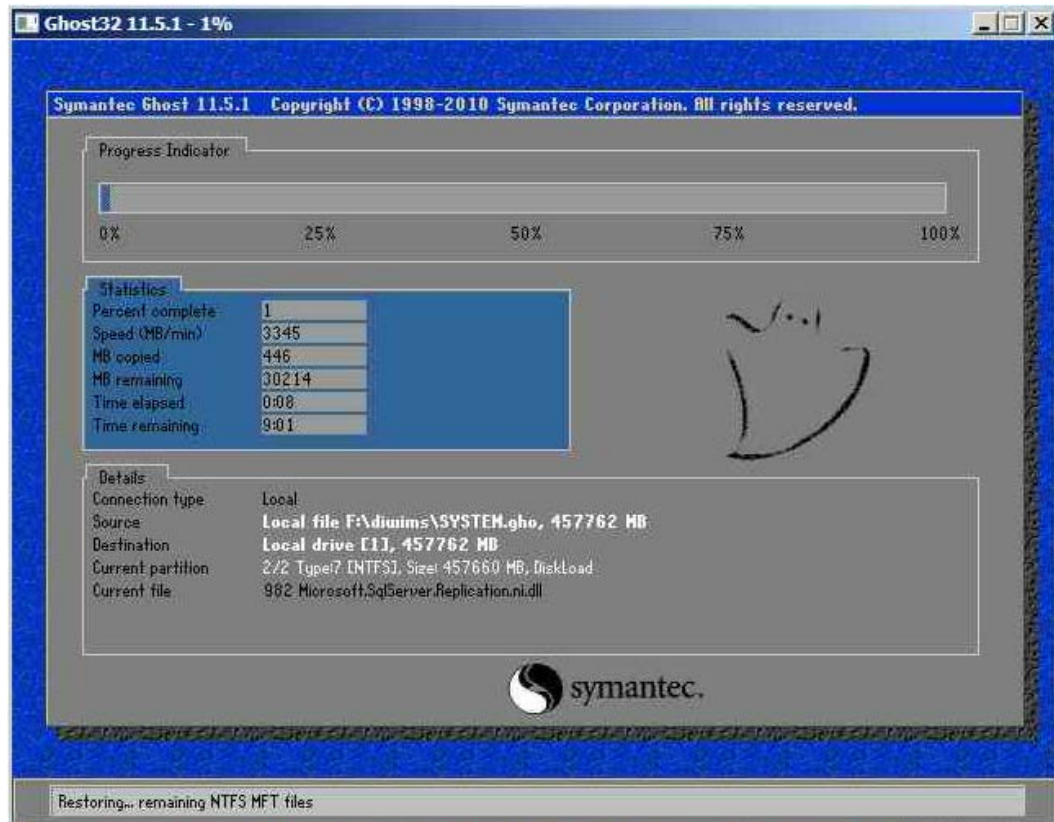 Ghost32 11.5.1 - 1%
Symantec Ghost 11.5.1 Copyright (C) 1998-2010 Symantec Corporation. All rights reserved.
Progress Indicator
0% 25% 50% 75% 100%
Statistics
Percent complete 1
Speed (MB/min) 3345
MB copied 446
MB remaining 30214
Time elapsed 0:08
Time remaining 9:01
Details
Connection type Local
Source Local file F:\diwims\SYSTEM.gho, 457762 MB
Destination Local drive [1], 457762 MB
Current partition 2/2 Type:7 [NTFS], Size: 457660 MB, DiskLoad
Current file 982 Microsoft.SqlServer.Replication.ni.dll
symantec.
Restoring... remaining NTFS MFT files